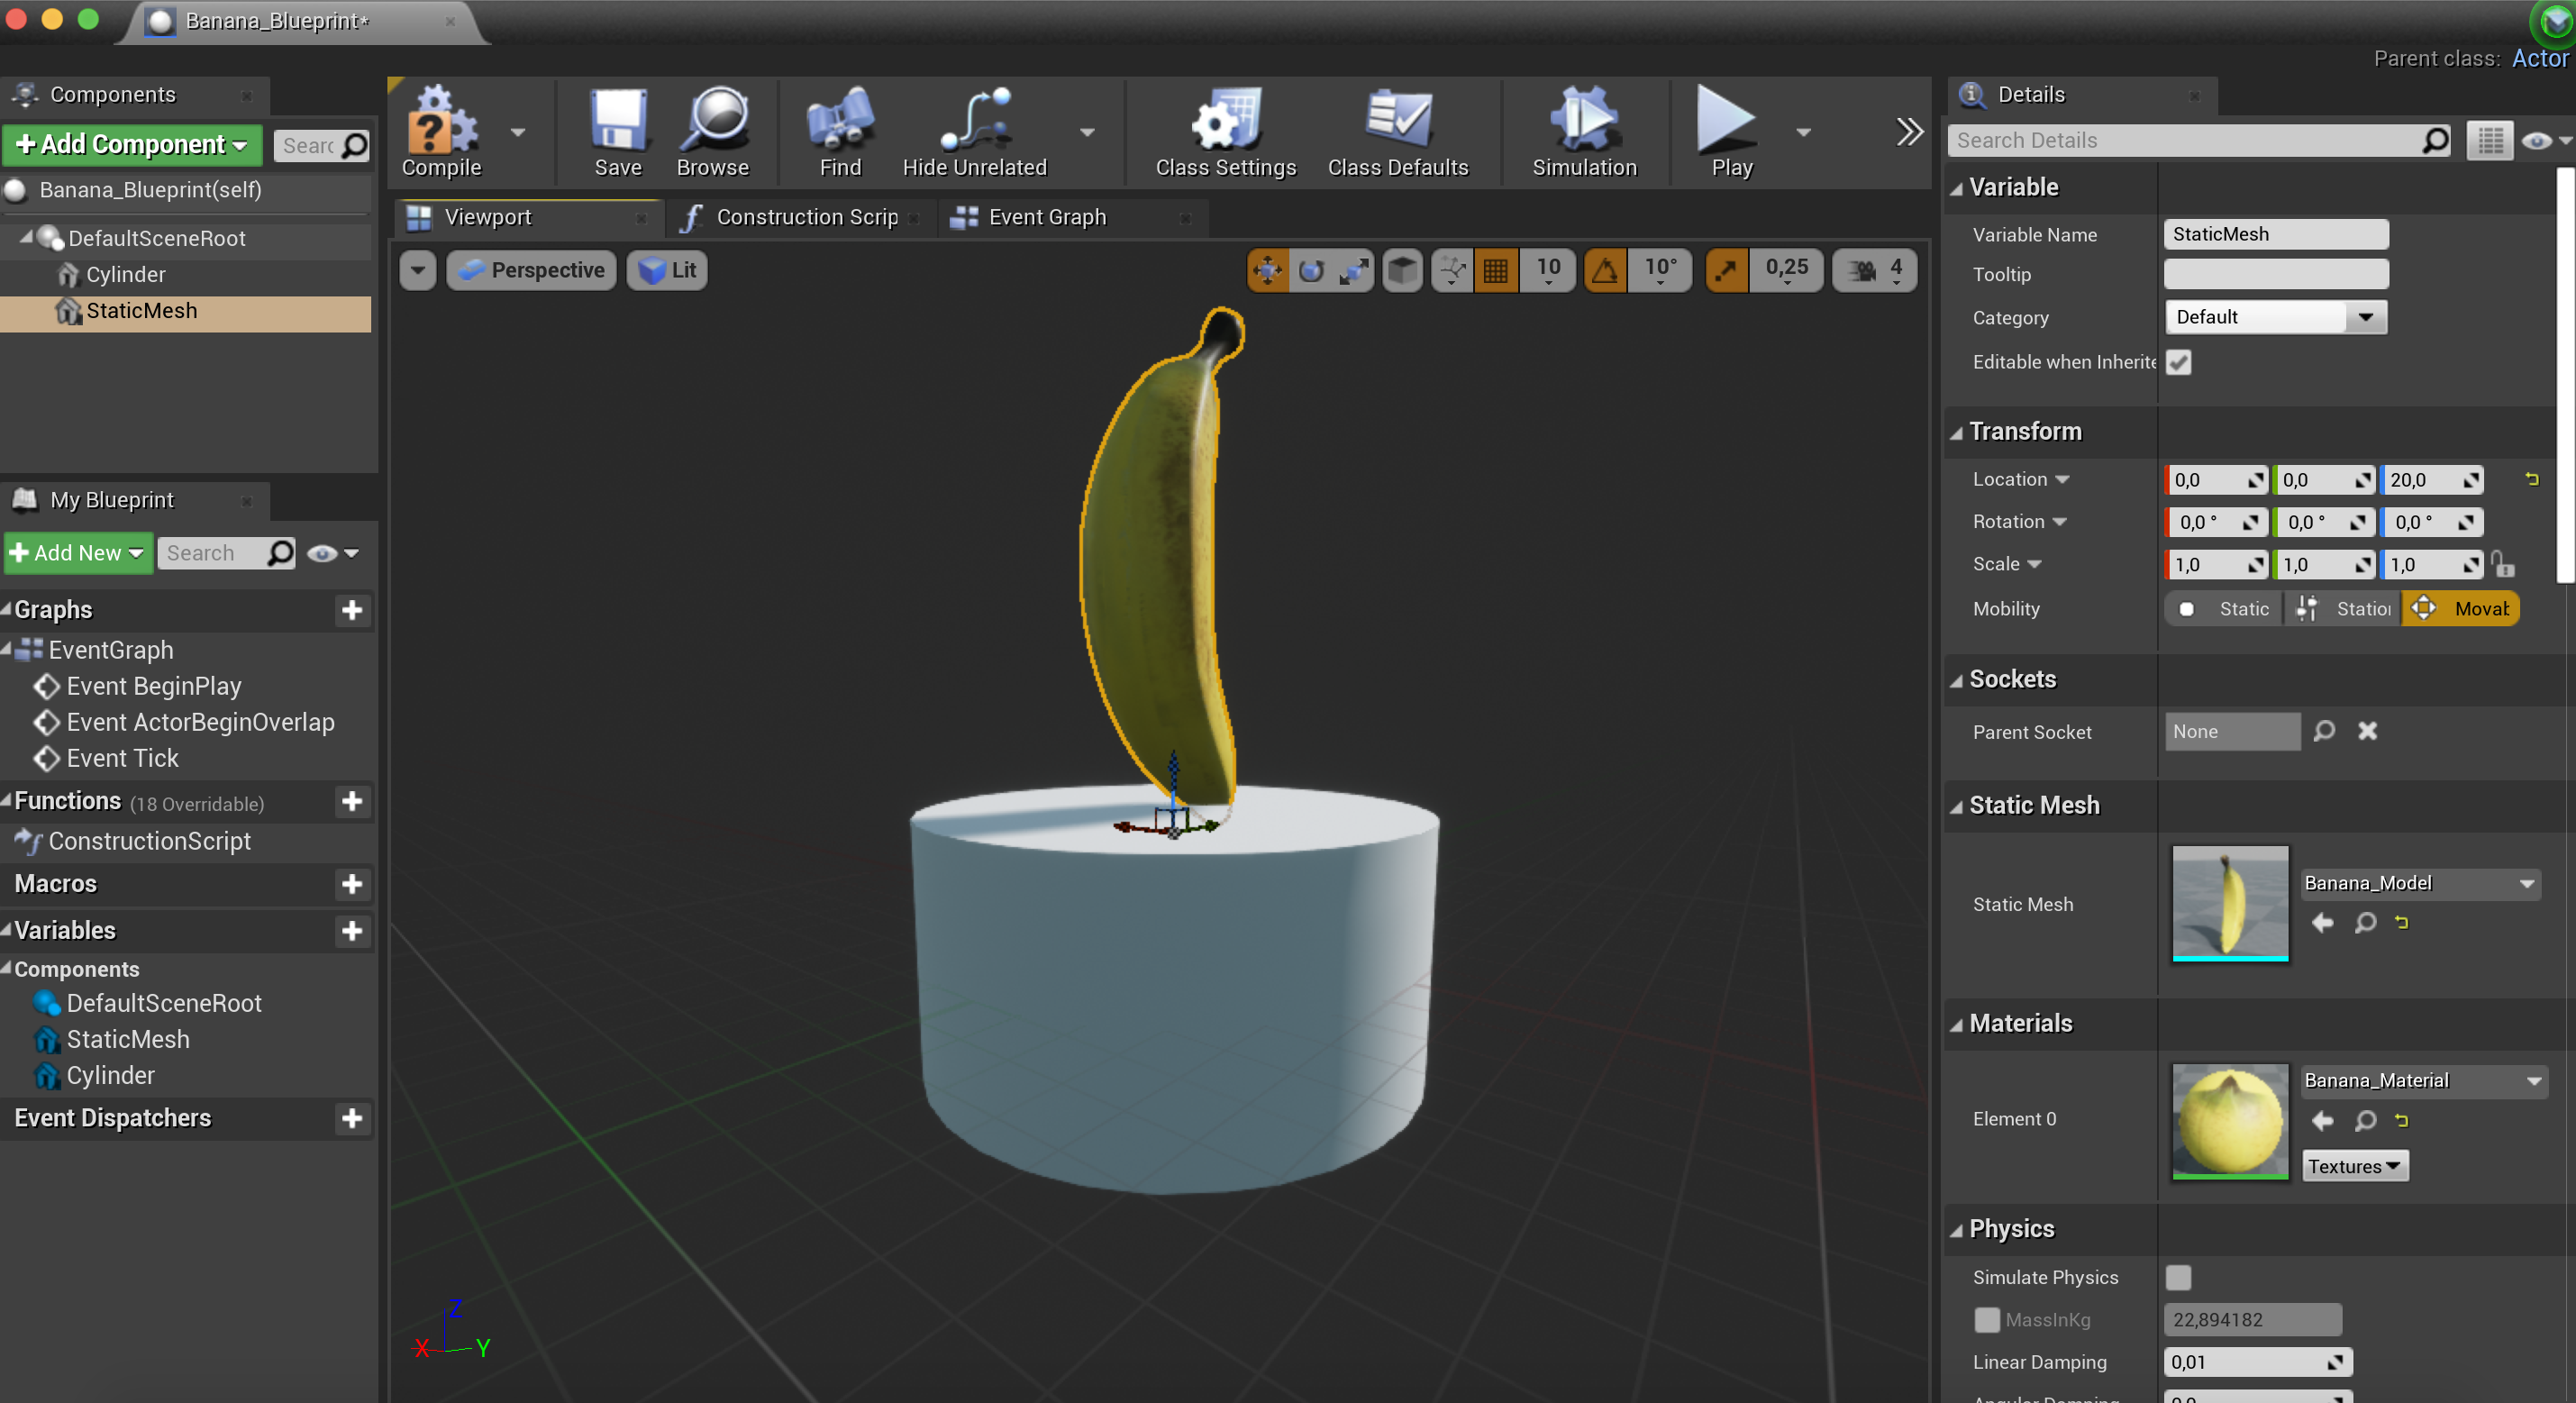 Banana_Blueprint*
Parent class: Actor
Components
+ Add Component
Searc
Banana_Blueprint(self)
DefaultSceneRoot
Cylinder
StaticMesh
My Blueprint
+ Add New
Search
Graphs
EventGraph
Event BeginPlay
Event ActorBeginOverlap
Event Tick
Functions (18 Overridable)
ConstructionScript
Macros
Variables
Components
DefaultSceneRoot
StaticMesh
Cylinder
Event Dispatchers
Compile
Save
Browse
Find
Hide Unrelated
Class Settings
Class Defaults
Simulation
Play
Viewport
Construction Scrip
Event Graph
Perspective
Lit
10
10°
0,25
4
Z
X
Y
Details
Search Details
Variable
Variable Name StaticMesh
Tooltip
Category Default
Editable when Inherite
Transform
Location 0,0 0,0 20,0
Rotation 0,0 ° 0,0 ° 0,0 °
Scale 1,0 1,0 1,0
Mobility Static Station Movab
Sockets
Parent Socket None
Static Mesh
Static Mesh Banana_Model
Materials
Element 0 Banana_Material
Textures
Physics
Simulate Physics
MassInKg 22,894182
Linear Damping 0,01